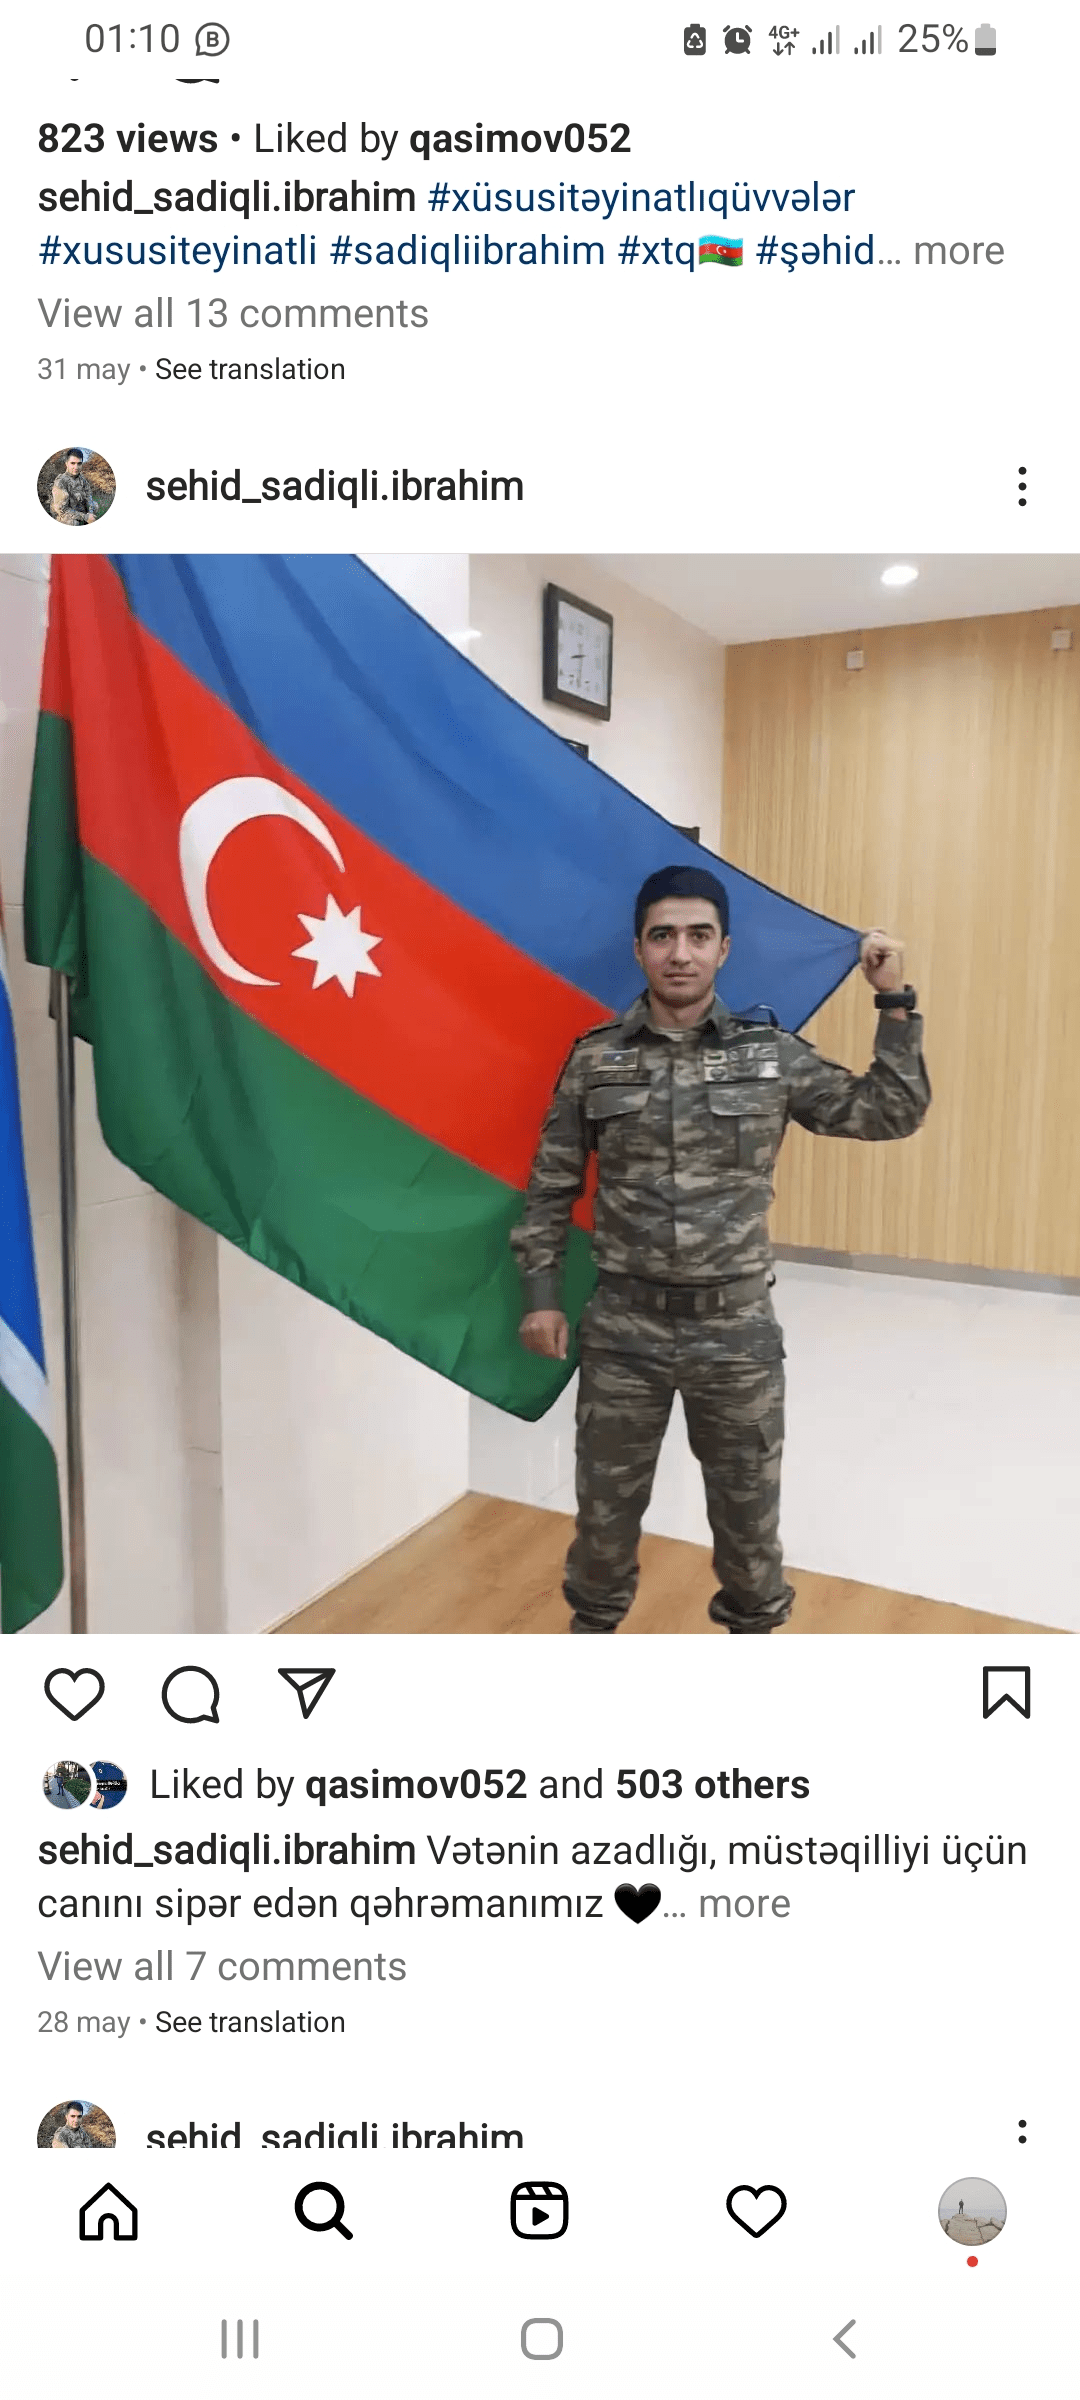 01:10 4G+ 25%
823 views • Liked by qasimov052
sehid_sadiqli.ibrahim #xüsusitəyinatlıqüvvələr
#xususiteyinatli #sadiqliibrahim #xtq🇦🇿 #şəhid... more
View all 13 comments
31 may • See translation
sehid_sadiqli.ibrahim
Liked by qasimov052 and 503 others
sehid_sadiqli.ibrahim Vətənin azadlığı, müstəqilliyi üçün
canını sipər edən qəhrəmanımız 🖤... more
View all 7 comments
28 may • See translation
sehid_sadiqli.ibrahim